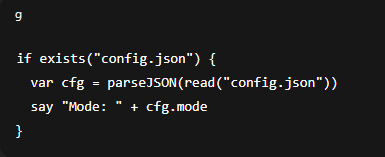 g
if exists("config.json") {
  var cfg = parseJSON(read("config.json"))
  say "Mode: " + cfg.mode
}